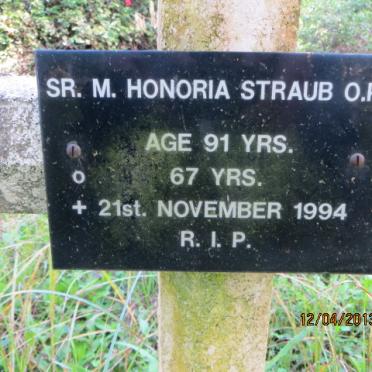 SR. M. HONORIA STRAUB O.P
AGE 91 YRS.
o 67 YRS.
+ 21st. NOVEMBER 1994
R. I. P.
12/04/2013